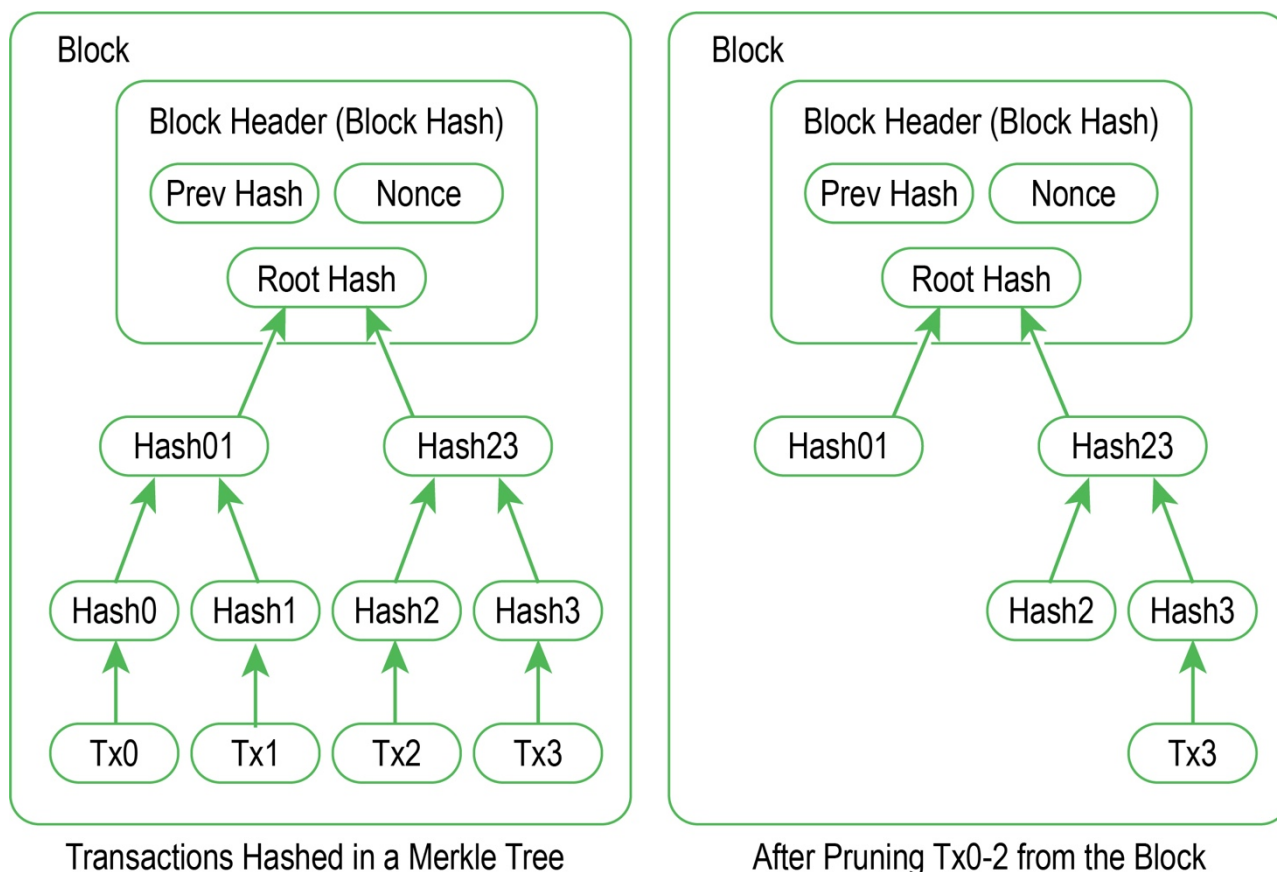 Block
Block Header (Block Hash)
Prev Hash Nonce
Root Hash
Hash01 Hash23
Hash0 Hash1 Hash2 Hash3
Tx0 Tx1 Tx2 Tx3
Transactions Hashed in a Merkle Tree
Block
Block Header (Block Hash)
Prev Hash Nonce
Root Hash
Hash01 Hash23
Hash2 Hash3
Tx3
After Pruning Tx0-2 from the Block